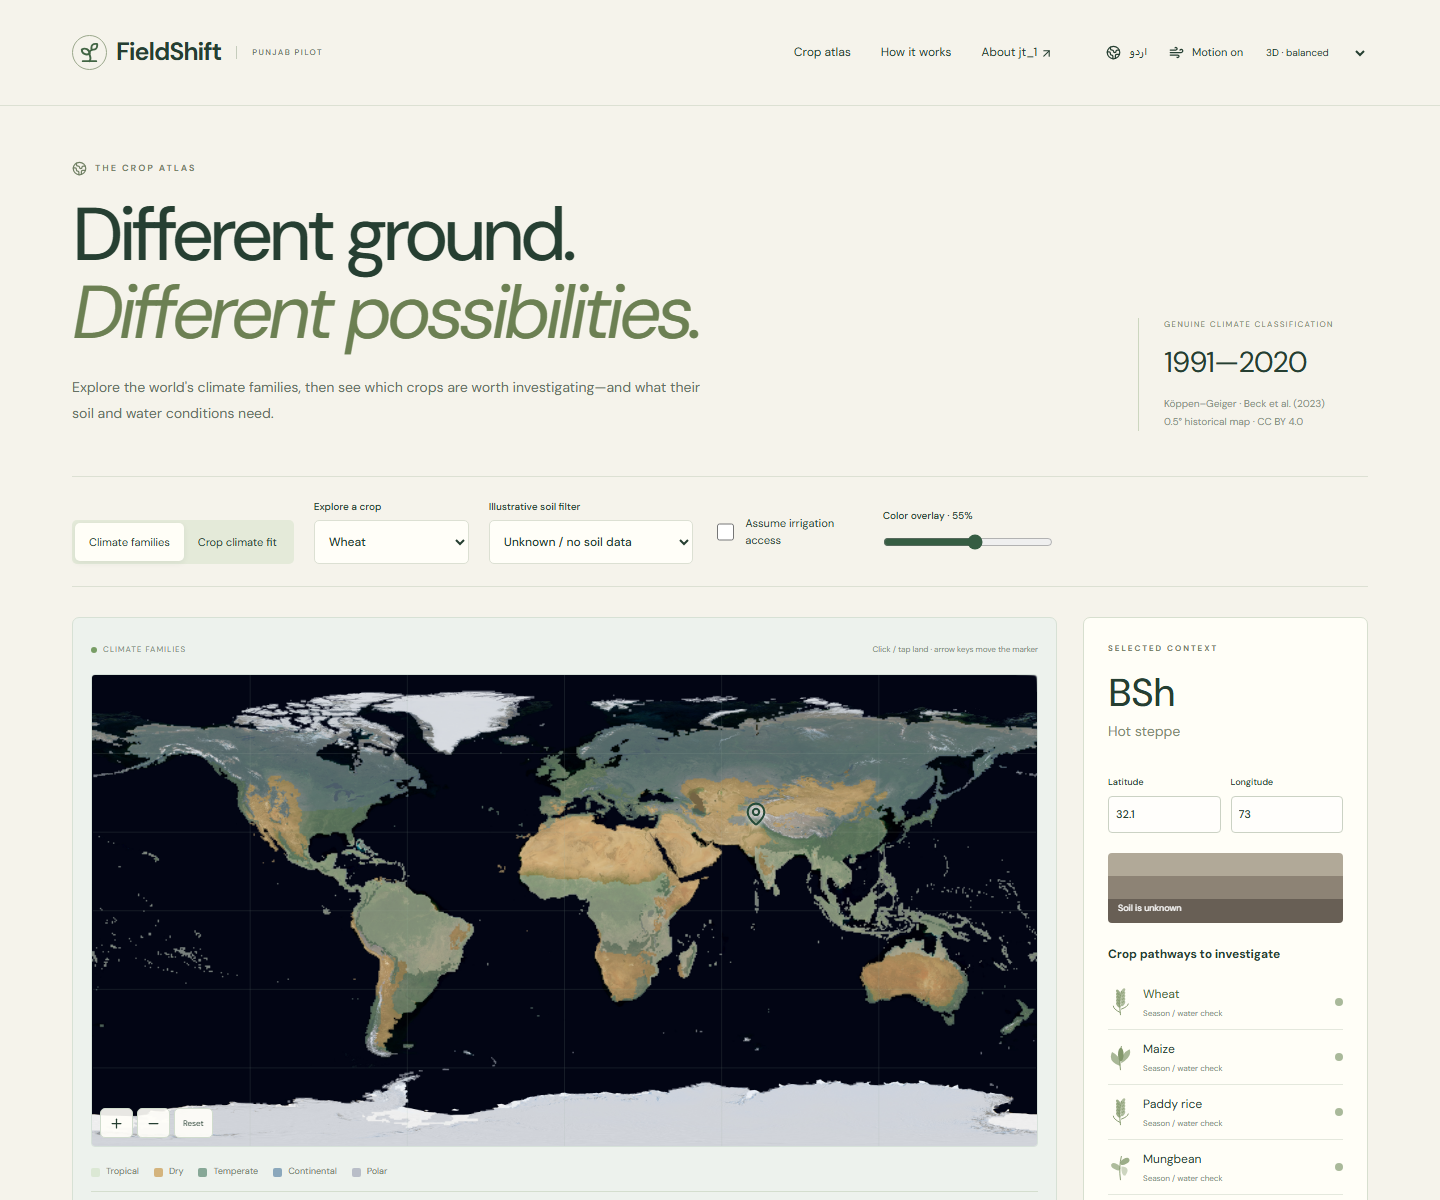 FieldShift
PUNJAB PILOT
Crop atlas
How it works
About jt_1
اردو
Motion on
3D · balanced
THE CROP ATLAS
Different ground.
Different possibilities.
Explore the world's climate families, then see which crops are worth investigating—and what their
soil and water conditions need.
GENUINE CLIMATE CLASSIFICATION
1991—2020
Köppen–Geiger · Beck et al. (2023)
0.5° historical map · CC BY 4.0
Climate families
Crop climate fit
Explore a crop
Wheat
Illustrative soil filter
Unknown / no soil data
Assume irrigation
access
Color overlay · 55%
CLIMATE FAMILIES
Click / tap land · arrow keys move the marker
+
−
Reset
Tropical
Dry
Temperate
Continental
Polar
SELECTED CONTEXT
BSh
Hot steppe
Latitude
Longitude
32.1
73
Soil is unknown
Crop pathways to investigate
Wheat
Season / water check
Maize
Season / water check
Paddy rice
Season / water check
Mungbean
Season / water check